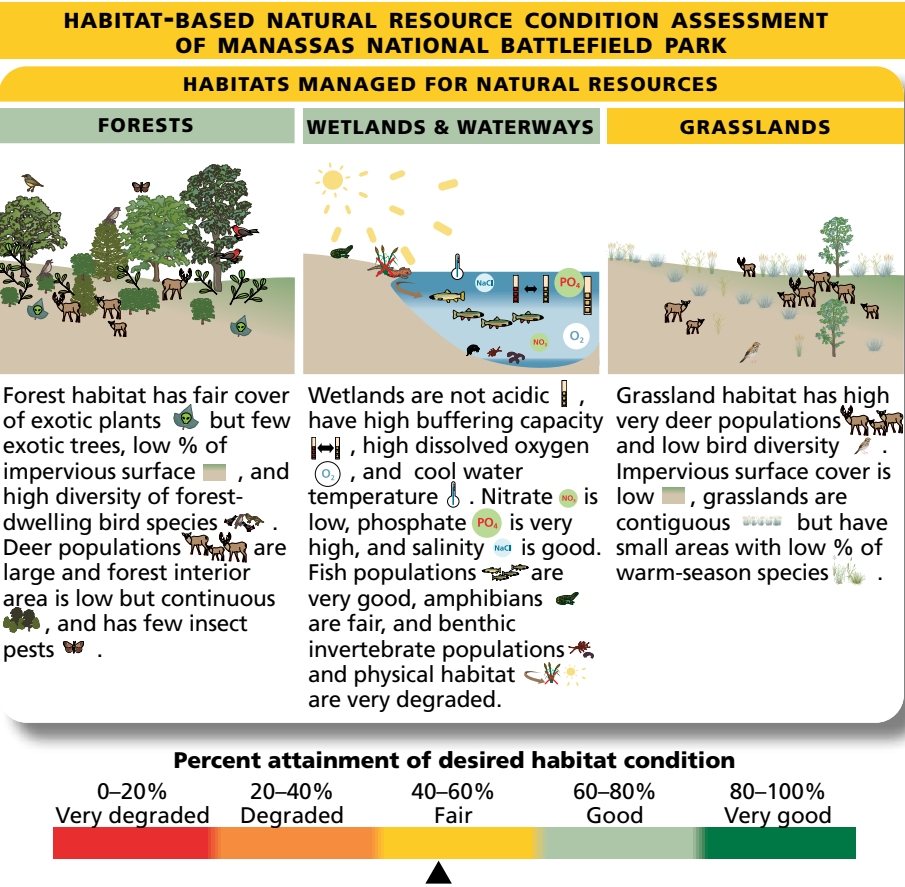 HABITAT-BASED NATURAL RESOURCE CONDITION ASSESSMENT
OF MANASSAS NATIONAL BATTLEFIELD PARK
HABITATS MANAGED FOR NATURAL RESOURCES
FORESTS
WETLANDS & WATERWAYS
GRASSLANDS
NaCl
PO₄
NO₃
O₂
Forest habitat has fair cover
of exotic plants but few
exotic trees, low % of
impervious surface , and
high diversity of forest-
dwelling bird species .
Deer populations are
large and forest interior
area is low but continuous
, and has few insect
pests .
Wetlands are not acidic ,
have high buffering capacity
, high dissolved oxygen
O₂ , and cool water
temperature . Nitrate NO₃ is
low, phosphate PO₄ is very
high, and salinity NaCl is good.
Fish populations are
very good, amphibians
are fair, and benthic
invertebrate populations
and physical habitat
are very degraded.
Grassland habitat has high
very deer populations
and low bird diversity .
Impervious surface cover is
low , grasslands are
contiguous but have
small areas with low % of
warm-season species .
Percent attainment of desired habitat condition
0–20% 20–40% 40–60% 60–80% 80–100%
Very degraded Degraded Fair Good Very good